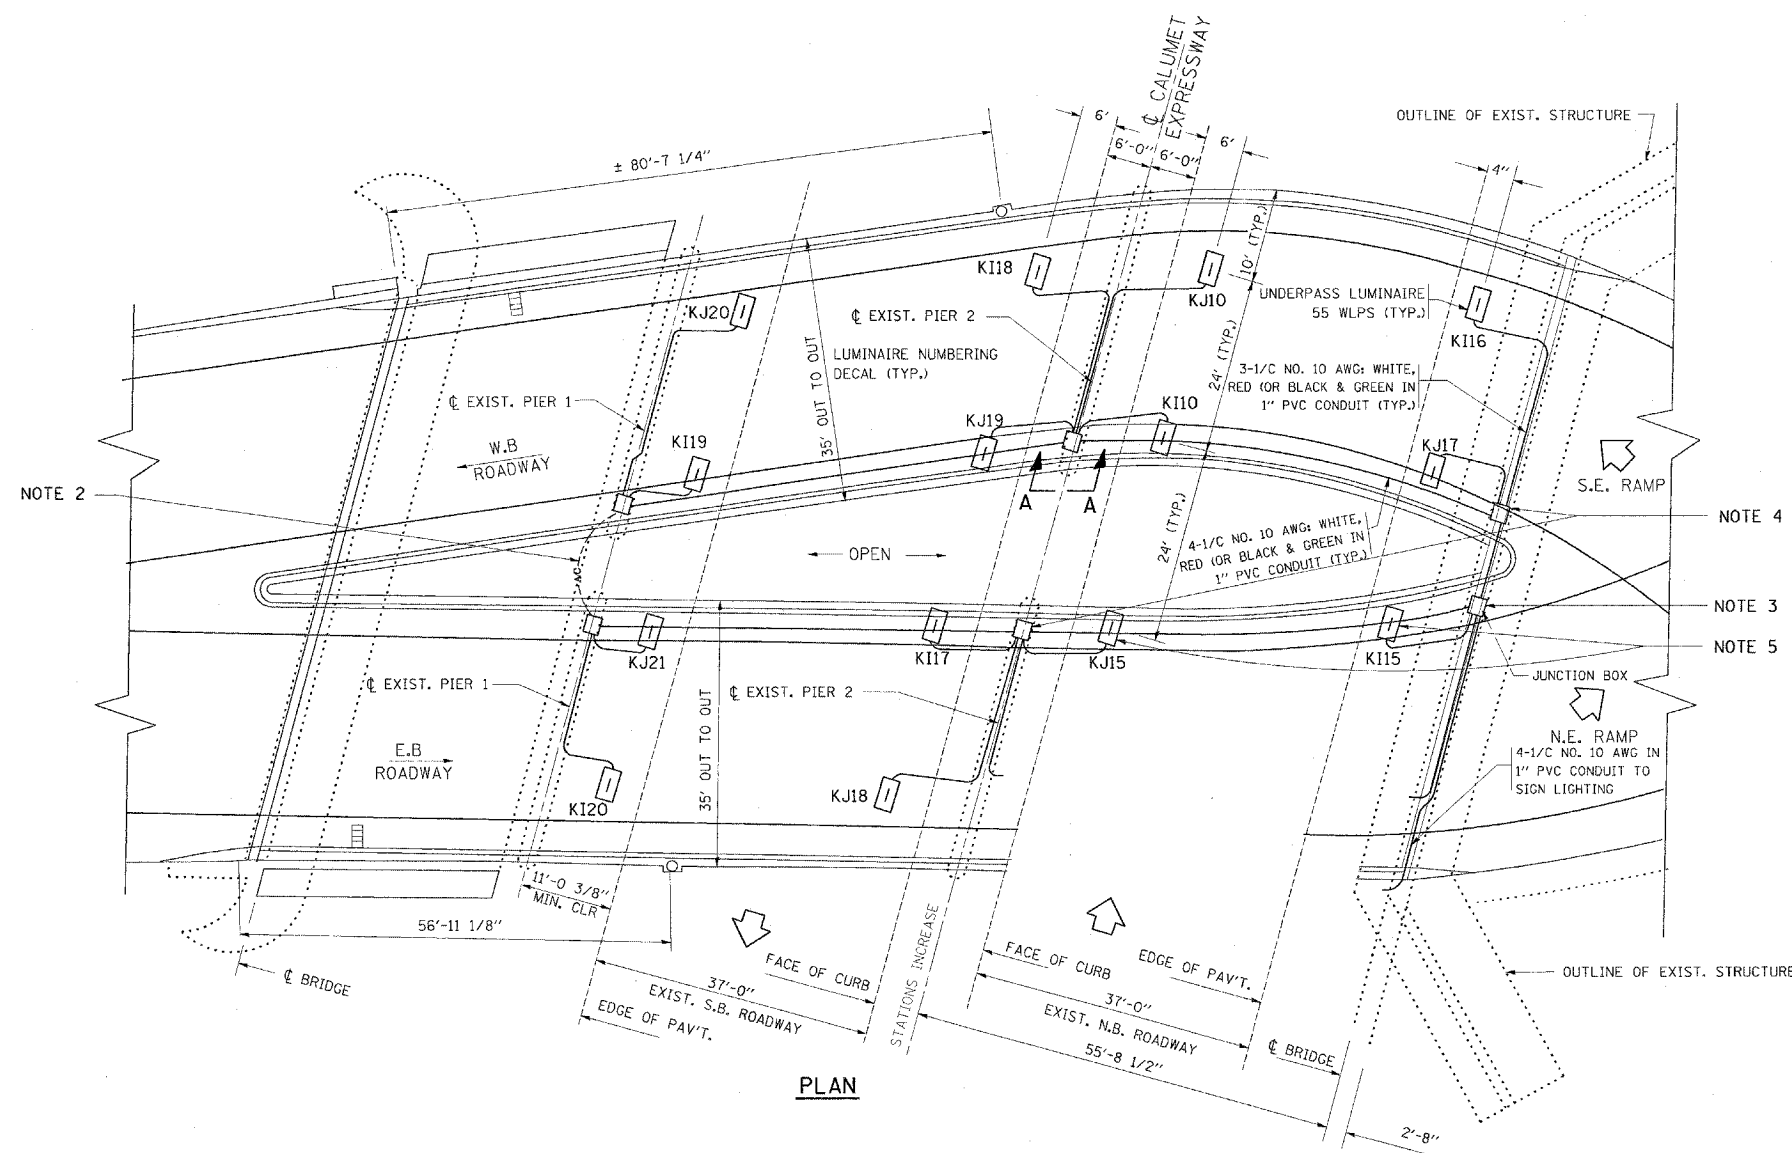 ℄ CALUMET
EXPRESSWAY
6'
6'-0"
6'-0"
6'
OUTLINE OF EXIST. STRUCTURE
± 80'-7 1/4"
4"
10' (TYP.)
KI18
KJ10
KJ20
UNDERPASS LUMINAIRE
55 WLPS (TYP.)
KI16
℄ EXIST. PIER 2
LUMINAIRE NUMBERING
DECAL (TYP.)
24' (TYP.)
3-1/C NO. 10 AWG: WHITE,
RED (OR BLACK & GREEN IN
1" PVC CONDUIT (TYP.)
℄ EXIST. PIER 1
35' OUT TO OUT
KJ19
KI10
KI19
KJ17
W.B
ROADWAY
S.E. RAMP
NOTE 2
A
A
NOTE 4
24' (TYP.)
4-1/C NO. 10 AWG: WHITE,
RED (OR BLACK & GREEN IN
1" PVC CONDUIT (TYP.)
OPEN
A.C.
NOTE 3
KJ21
KI17
KJ15
KI15
NOTE 5
℄ EXIST. PIER 1
℄ EXIST. PIER 2
JUNCTION BOX
35' OUT TO OUT
N.E. RAMP
E.B
ROADWAY
4-1/C NO. 10 AWG IN
1" PVC CONDUIT TO
SIGN LIGHTING
KI20
KJ18
11'-0 3/8"
MIN. CLR
56'-11 1/8"
℄ BRIDGE
FACE OF CURB
37'-0"
EXIST. S.B. ROADWAY
EDGE OF PAV'T.
STATIONS INCREASE
FACE OF CURB
EDGE OF PAV'T.
37'-0"
EXIST. N.B. ROADWAY
55'-8 1/2"
℄ BRIDGE
OUTLINE OF EXIST. STRUCTURE
2'-8"
PLAN